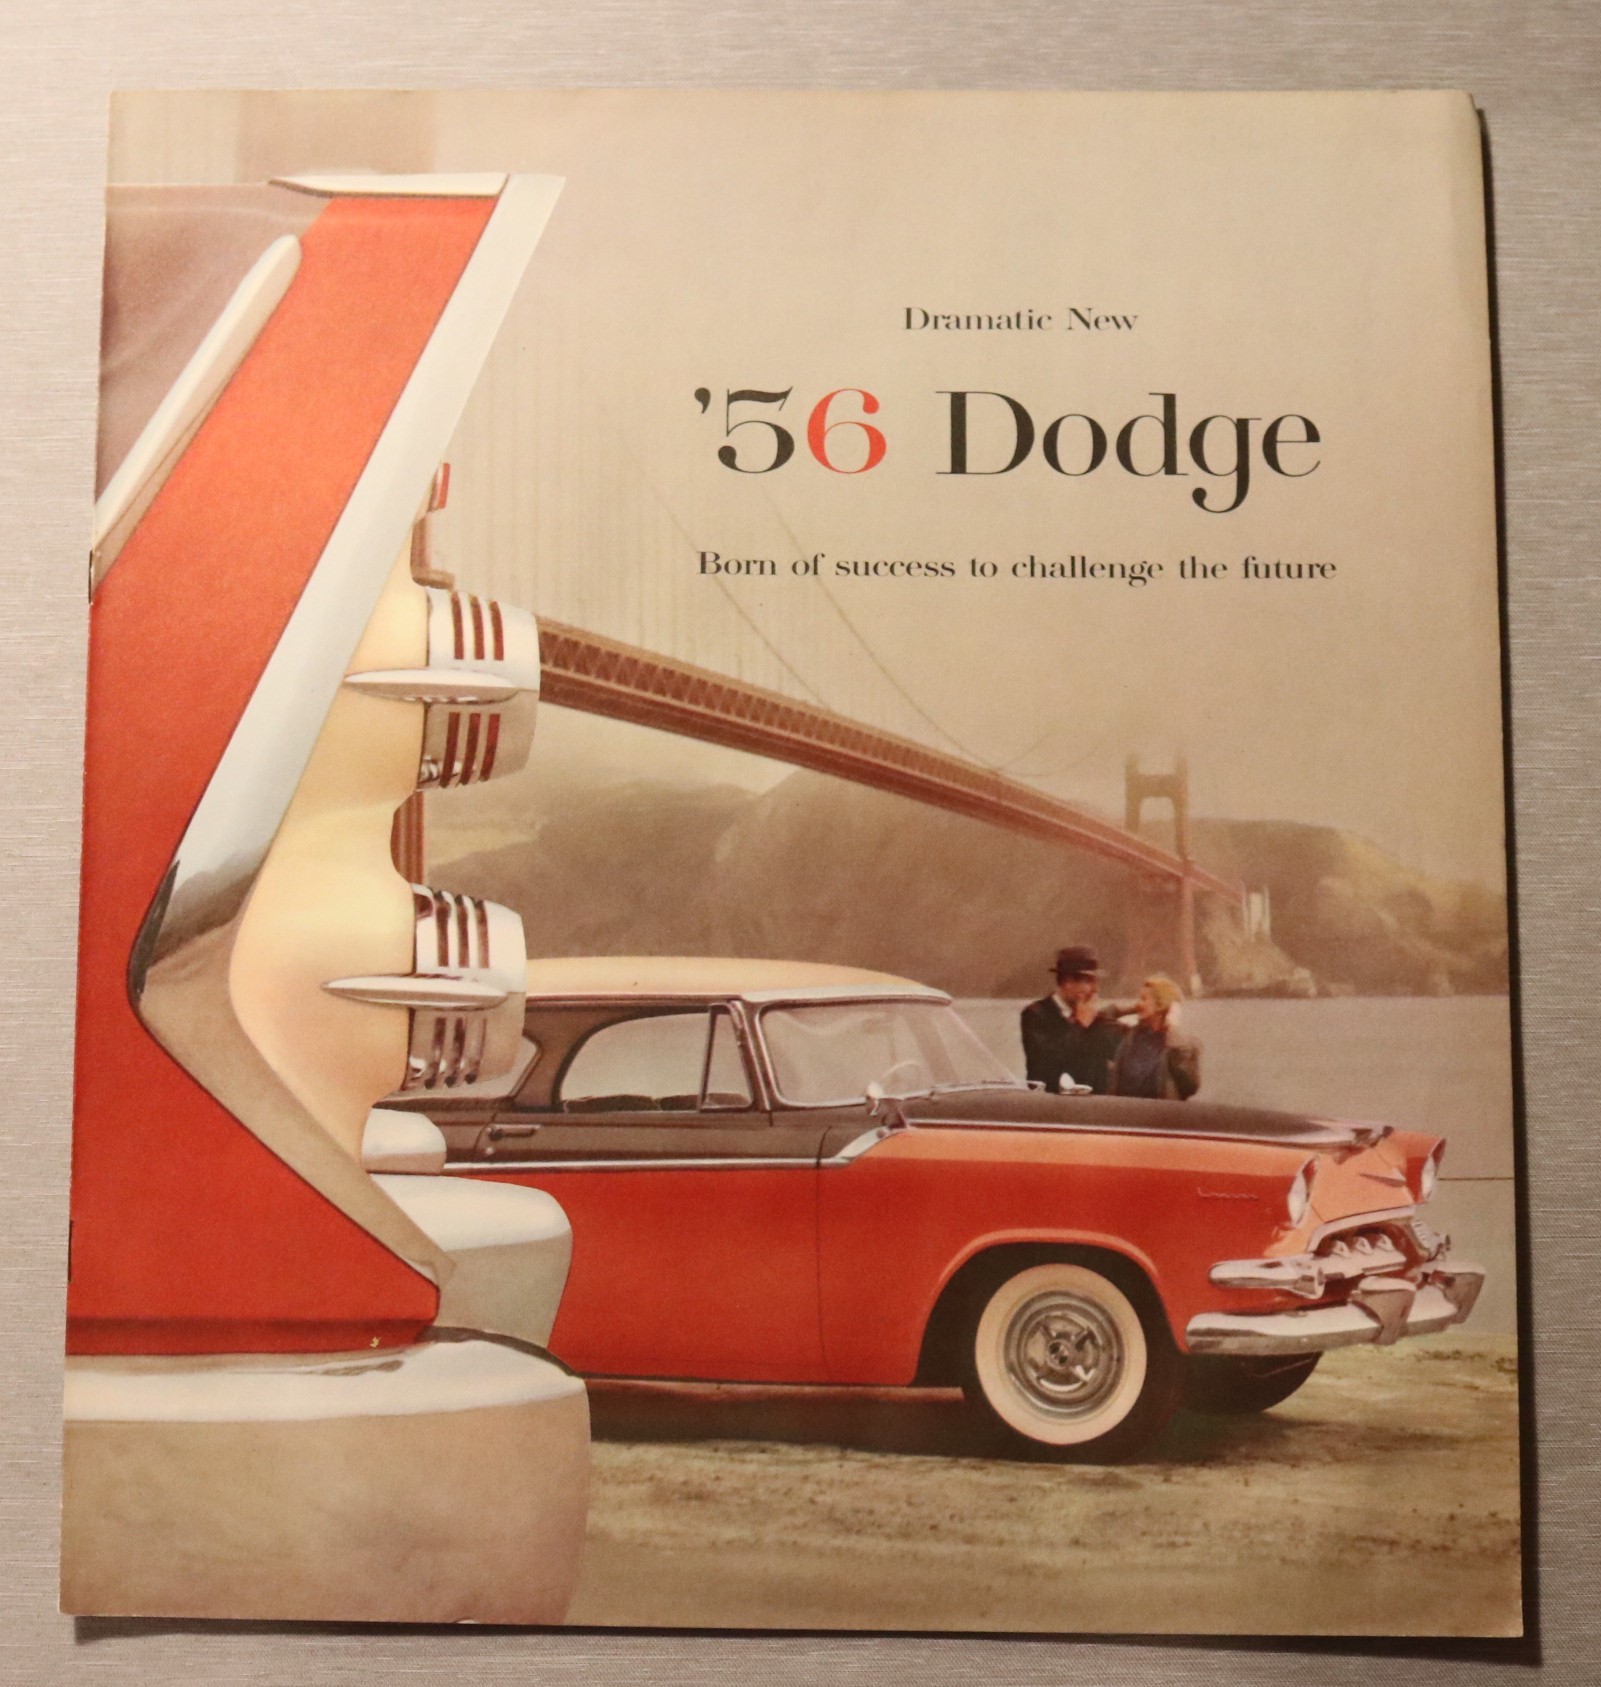 Dramatic New
'56 Dodge
Born of success to challenge the future